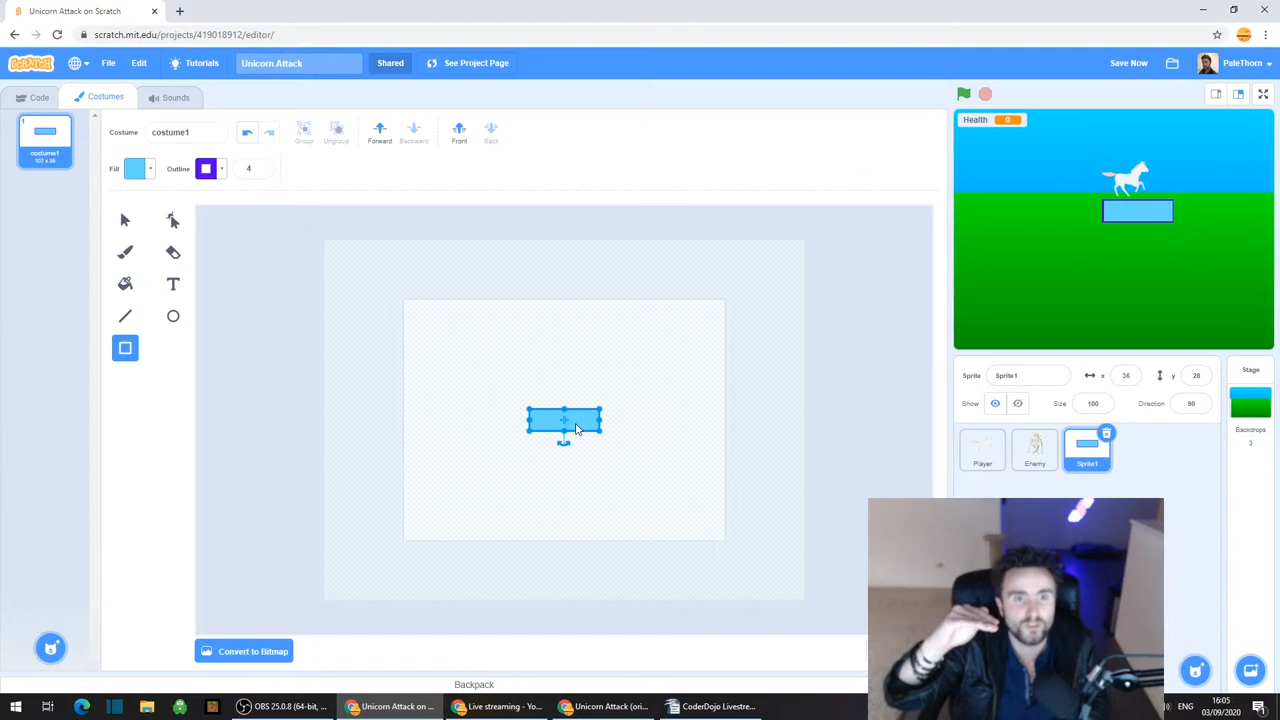 Unicorn Attack on Scratch
scratch.mit.edu/projects/419018912/editor/
SCRATCH
File
Edit
Tutorials
Unicorn Attack
Shared
See Project Page
Save Now
PaleThorn
Code
Costumes
Sounds
1
costume1
107 x 36
Costume
costume1
Group
Ungroup
Forward
Backward
Front
Back
Fill
Outline
4
T
Convert to Bitmap
Backpack
Health 0
Sprite
Sprite1
x
36
y
28
Show
Size
100
Direction
90
Stage
Backdrops
3
Player
Enemy
Sprite1
OBS 25.0.8 (64-bit, ...
Unicorn Attack on ...
Live streaming - Yo...
Unicorn Attack (ori...
CoderDojo Livestre...
ENG
16:05
03/09/2020
1